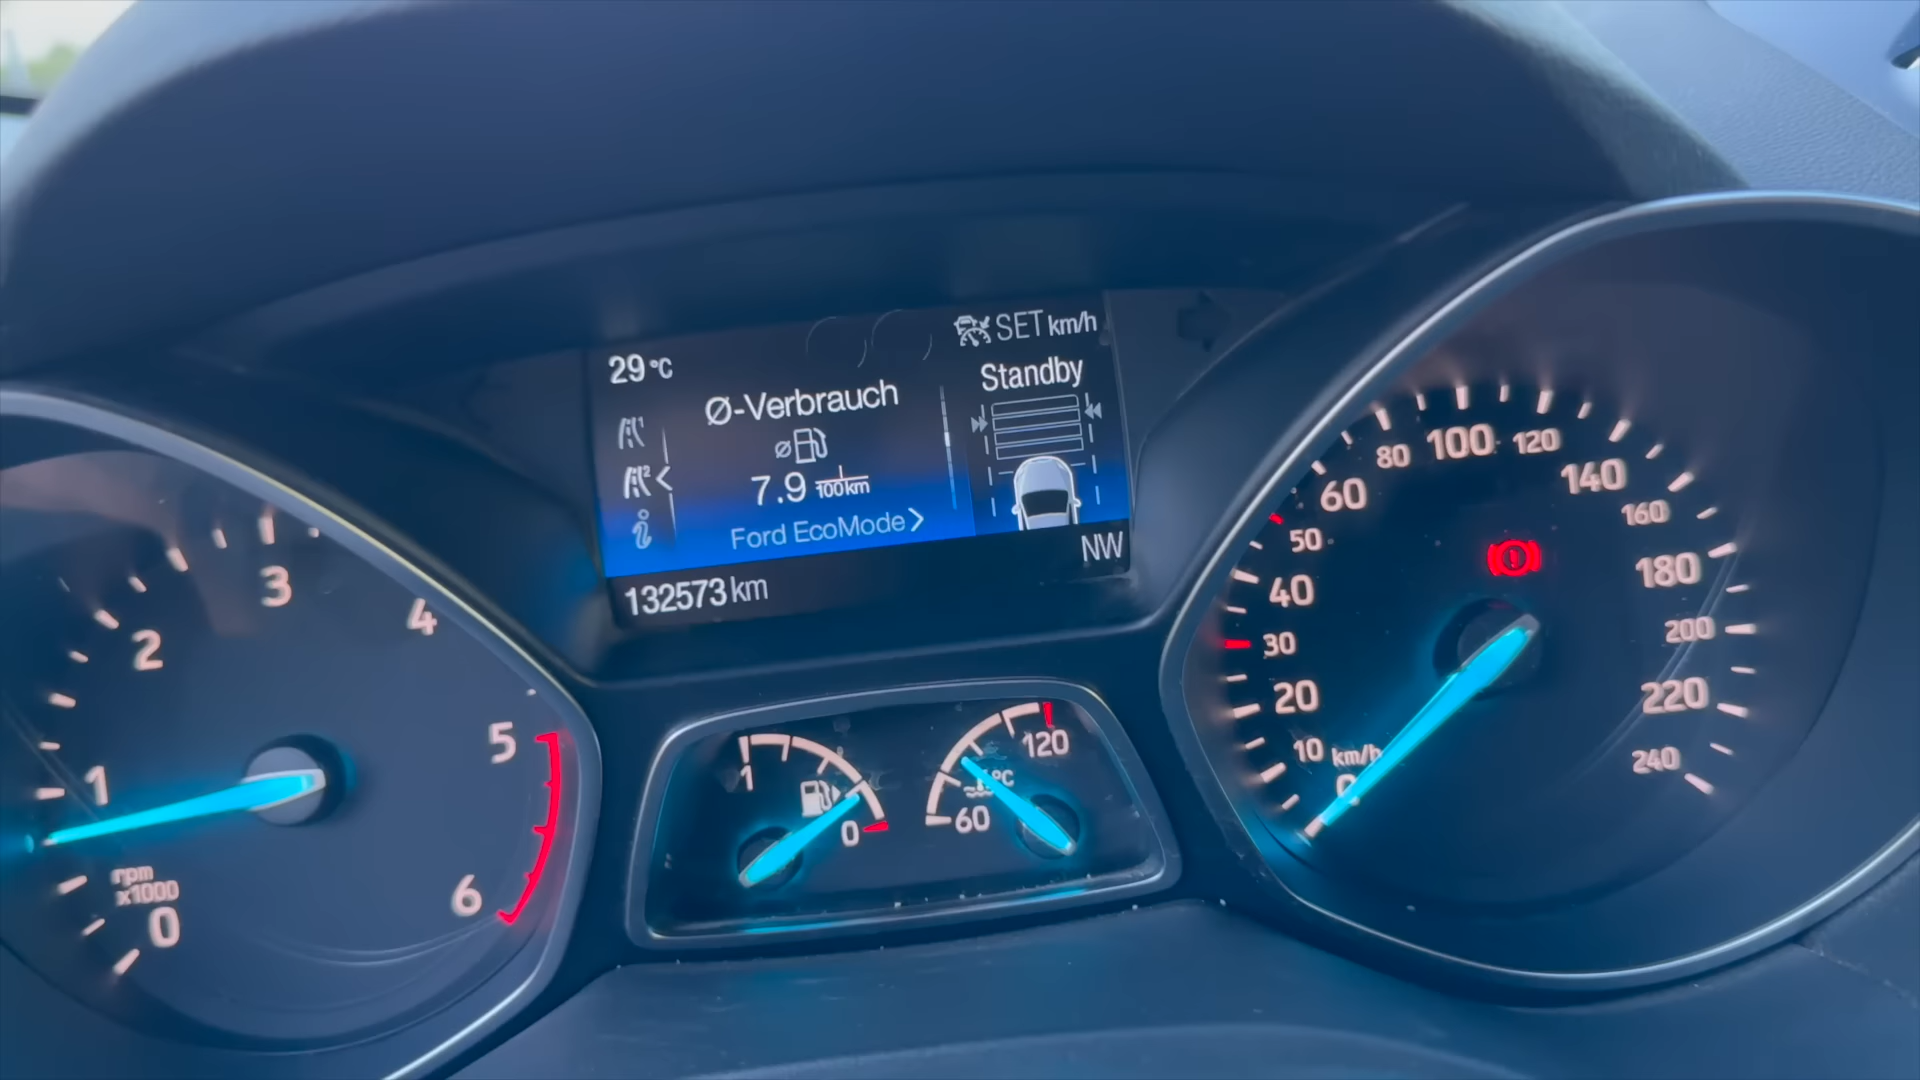 SET km/h
29°C
Standby
Ø-Verbrauch
Ø
7.9 l/100km
Ford EcoMode
NW
132573 km
0
1
2
3
4
5
6
rpm
x1000
1
0
60
120
°C
0
10
20
30
40
50
60
80
100
120
140
160
180
200
220
240
km/h